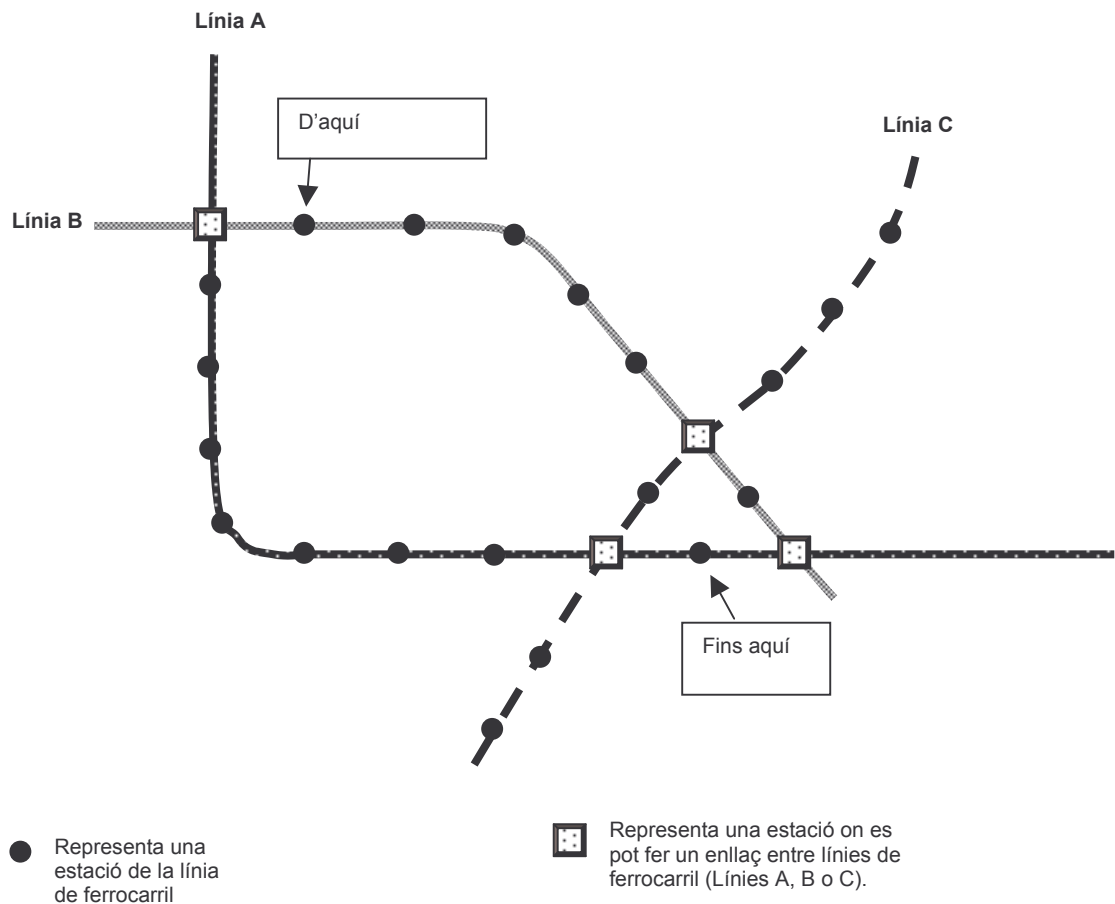 Línia A
D'aquí
Línia C
Línia B
Fins aquí
Representa una
estació de la línia
de ferrocarril
Representa una estació on es
pot fer un enllaç entre línies de
ferrocarril (Línies A, B o C).